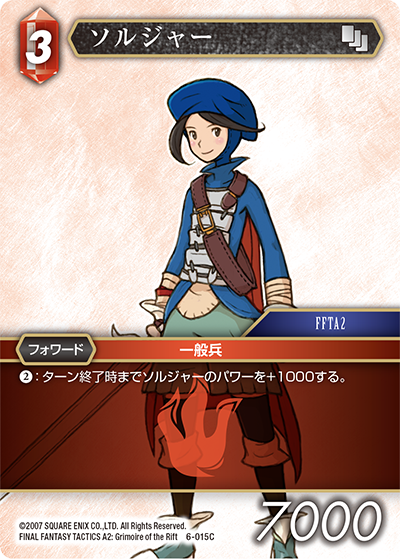 3
ソルジャー
FFTA2
フォワード
一般兵
❷：ターン終了時までソルジャーのパワーを+1000する。
©2007 SQUARE ENIX CO.,LTD. All Rights Reserved.
FINAL FANTASY TACTICS A2: Grimoire of the Rift 6-015C
7000